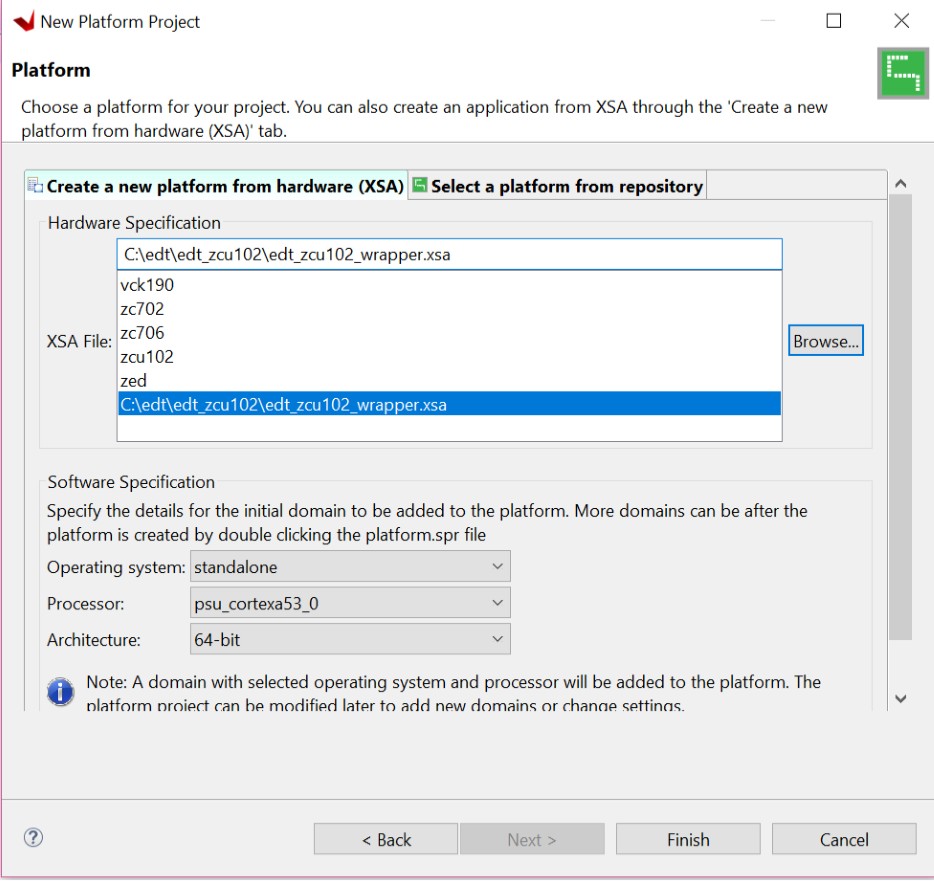 New Platform Project
Platform
Choose a platform for your project. You can also create an application from XSA through the 'Create a new
platform from hardware (XSA)' tab.
Create a new platform from hardware (XSA) Select a platform from repository
Hardware Specification
C:\edt\edt_zcu102\edt_zcu102_wrapper.xsa
vck190
zc702
zc706
XSA File: Browse...
zcu102
zed
C:\edt\edt_zcu102\edt_zcu102_wrapper.xsa
Software Specification
Specify the details for the initial domain to be added to the platform. More domains can be after the
platform is created by double clicking the platform.spr file
Operating system: standalone
Processor: psu_cortexa53_0
Architecture: 64-bit
Note: A domain with selected operating system and processor will be added to the platform. The
platform project can be modified later to add new domains or change settings.
< Back Next > Finish Cancel